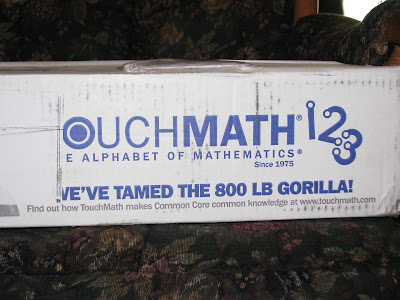 OUCHMATH® 123
E ALPHABET OF MATHEMATICS®
Since 1975
WE'VE TAMED THE 800 LB GORILLA!
Find out how TouchMath makes Common Core common knowledge at www.touchmath.com